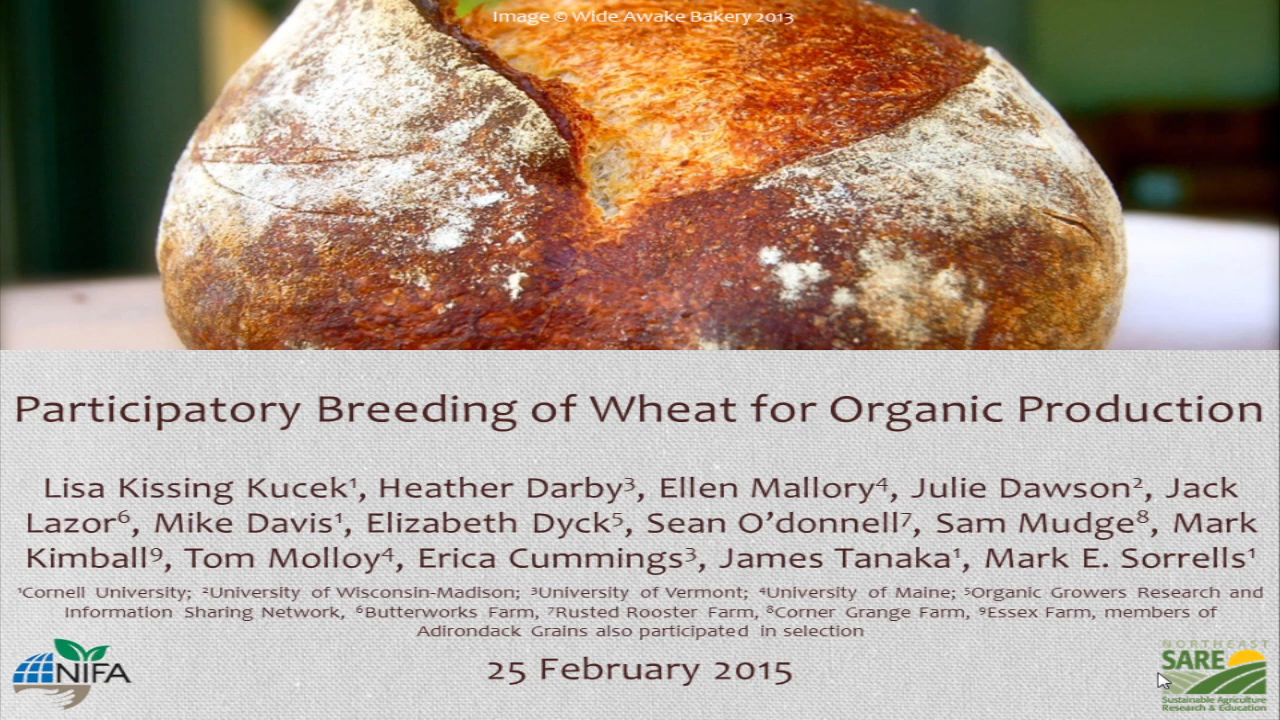 Image © Wide Awake Bakery 2013
Participatory Breeding of Wheat for Organic Production
Lisa Kissing Kucek¹, Heather Darby³, Ellen Mallory⁴, Julie Dawson², Jack
Lazor⁶, Mike Davis¹, Elizabeth Dyck⁵, Sean O’donnell⁷, Sam Mudge⁸, Mark
Kimball⁹, Tom Molloy⁴, Erica Cummings³, James Tanaka¹, Mark E. Sorrells¹
¹Cornell University; ²University of Wisconsin-Madison; ³University of Vermont; ⁴University of Maine; ⁵Organic Growers Research and
Information Sharing Network, ⁶Butterworks Farm, ⁷Rusted Rooster Farm, ⁸Corner Grange Farm, ⁹Essex Farm, members of
Adirondack Grains also participated in selection
NIFA
25 February 2015
NORTHEAST
SARE
Sustainable Agriculture
Research & Education